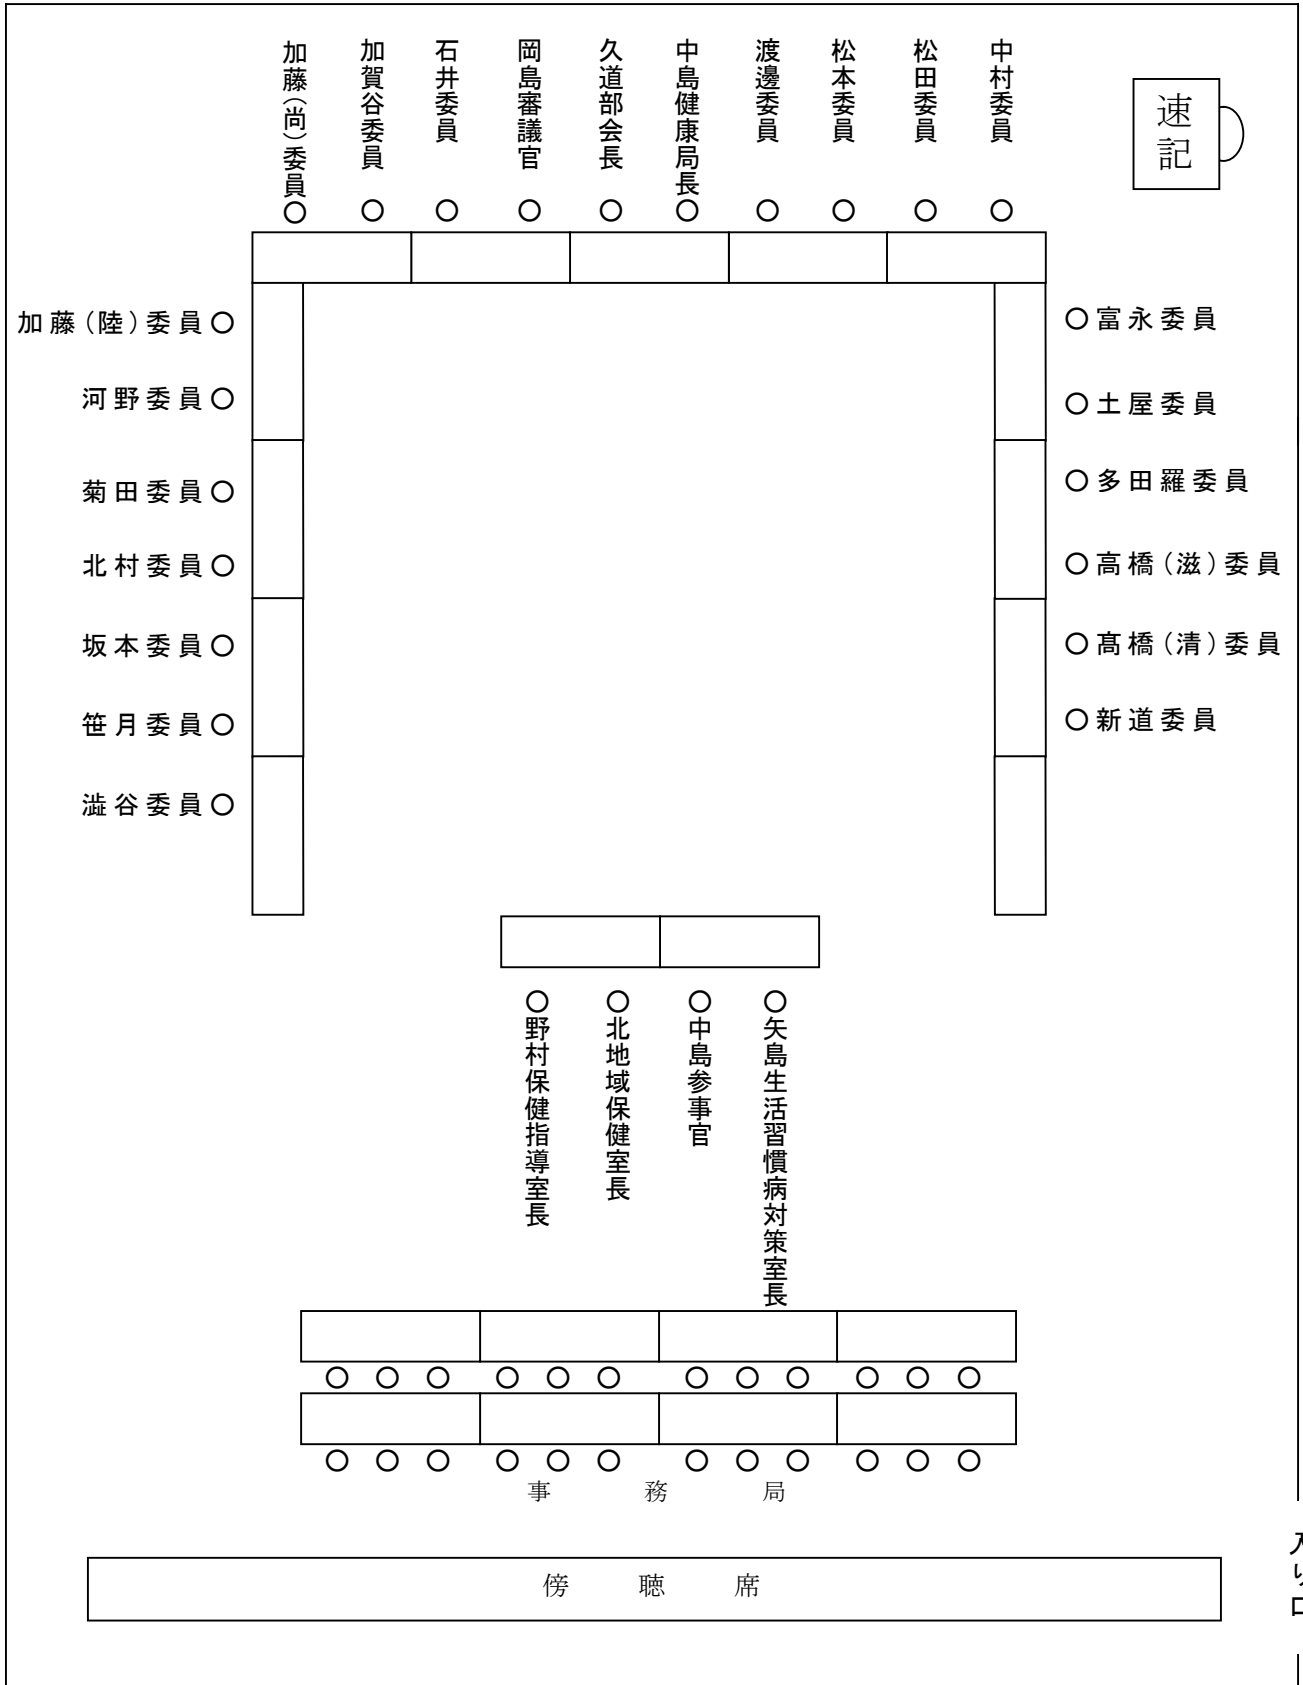 加藤（尚）委員
加賀谷委員
石井委員
岡島審議官
久道部会長
中島健康局長
渡邊委員
松本委員
松田委員
中村委員
速記
加藤（陸）委員
河野委員
菊田委員
北村委員
坂本委員
笹月委員
澁谷委員
富永委員
土屋委員
多田羅委員
高橋（滋）委員
髙橋（清）委員
新道委員
野村保健指導室長
北地域保健室長
中島参事官
矢島生活習慣病対策室長
事務局
傍聴席
入り口